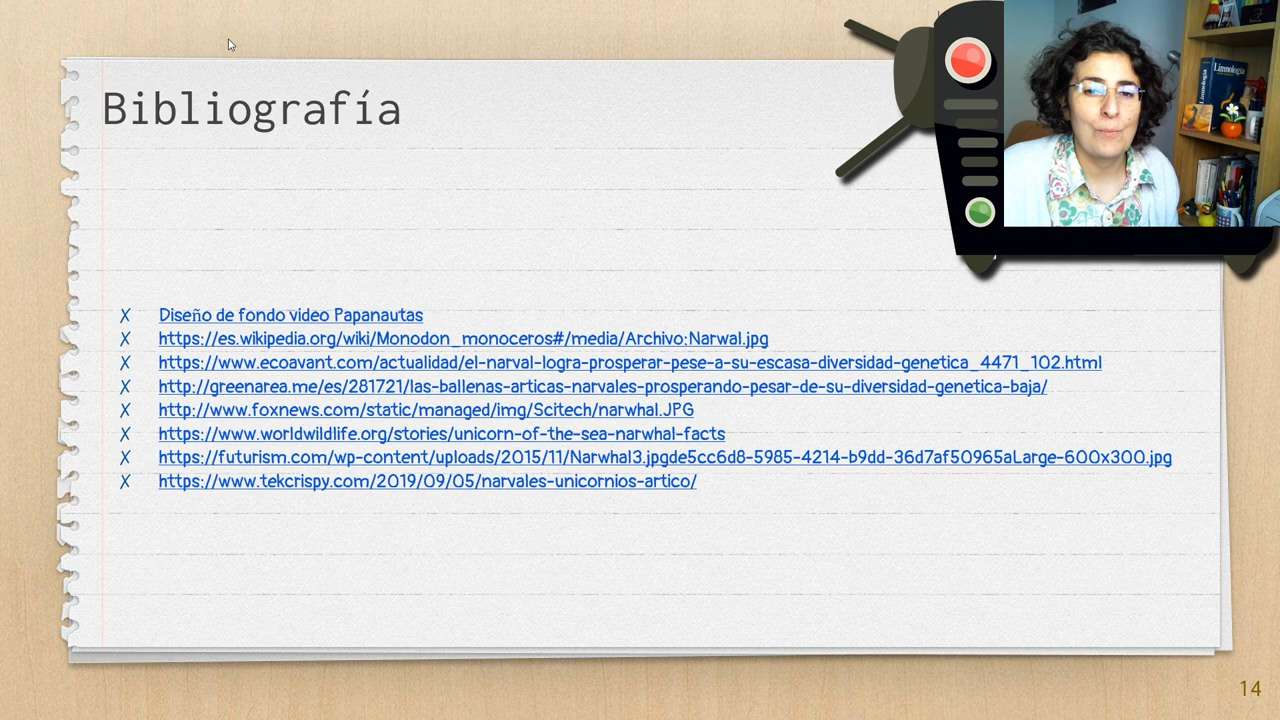 Bibliografía
Limnología
✗ Diseño de fondo video Papanautas
✗ https://es.wikipedia.org/wiki/Monodon_monoceros#/media/Archivo:Narwal.jpg
✗ https://www.ecoavant.com/actualidad/el-narval-logra-prosperar-pese-a-su-escasa-diversidad-genetica_4471_102.html
✗ http://greenarea.me/es/281721/las-ballenas-articas-narvales-prosperando-pesar-de-su-diversidad-genetica-baja/
✗ http://www.foxnews.com/static/managed/img/Scitech/narwhal.JPG
✗ https://www.worldwildlife.org/stories/unicorn-of-the-sea-narwhal-facts
✗ https://futurism.com/wp-content/uploads/2015/11/Narwhal3.jpgde5cc6d8-5985-4214-b9dd-36d7af50965aLarge-600x300.jpg
✗ https://www.tekcrispy.com/2019/09/05/narvales-unicornios-artico/
14